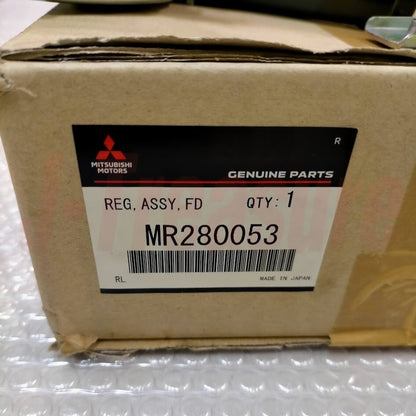 R
MITSUBISHI
MOTORS
GENUINE PARTS
REG, ASSY, FD QTY: 1
MR280053
RL MADE IN JAPAN